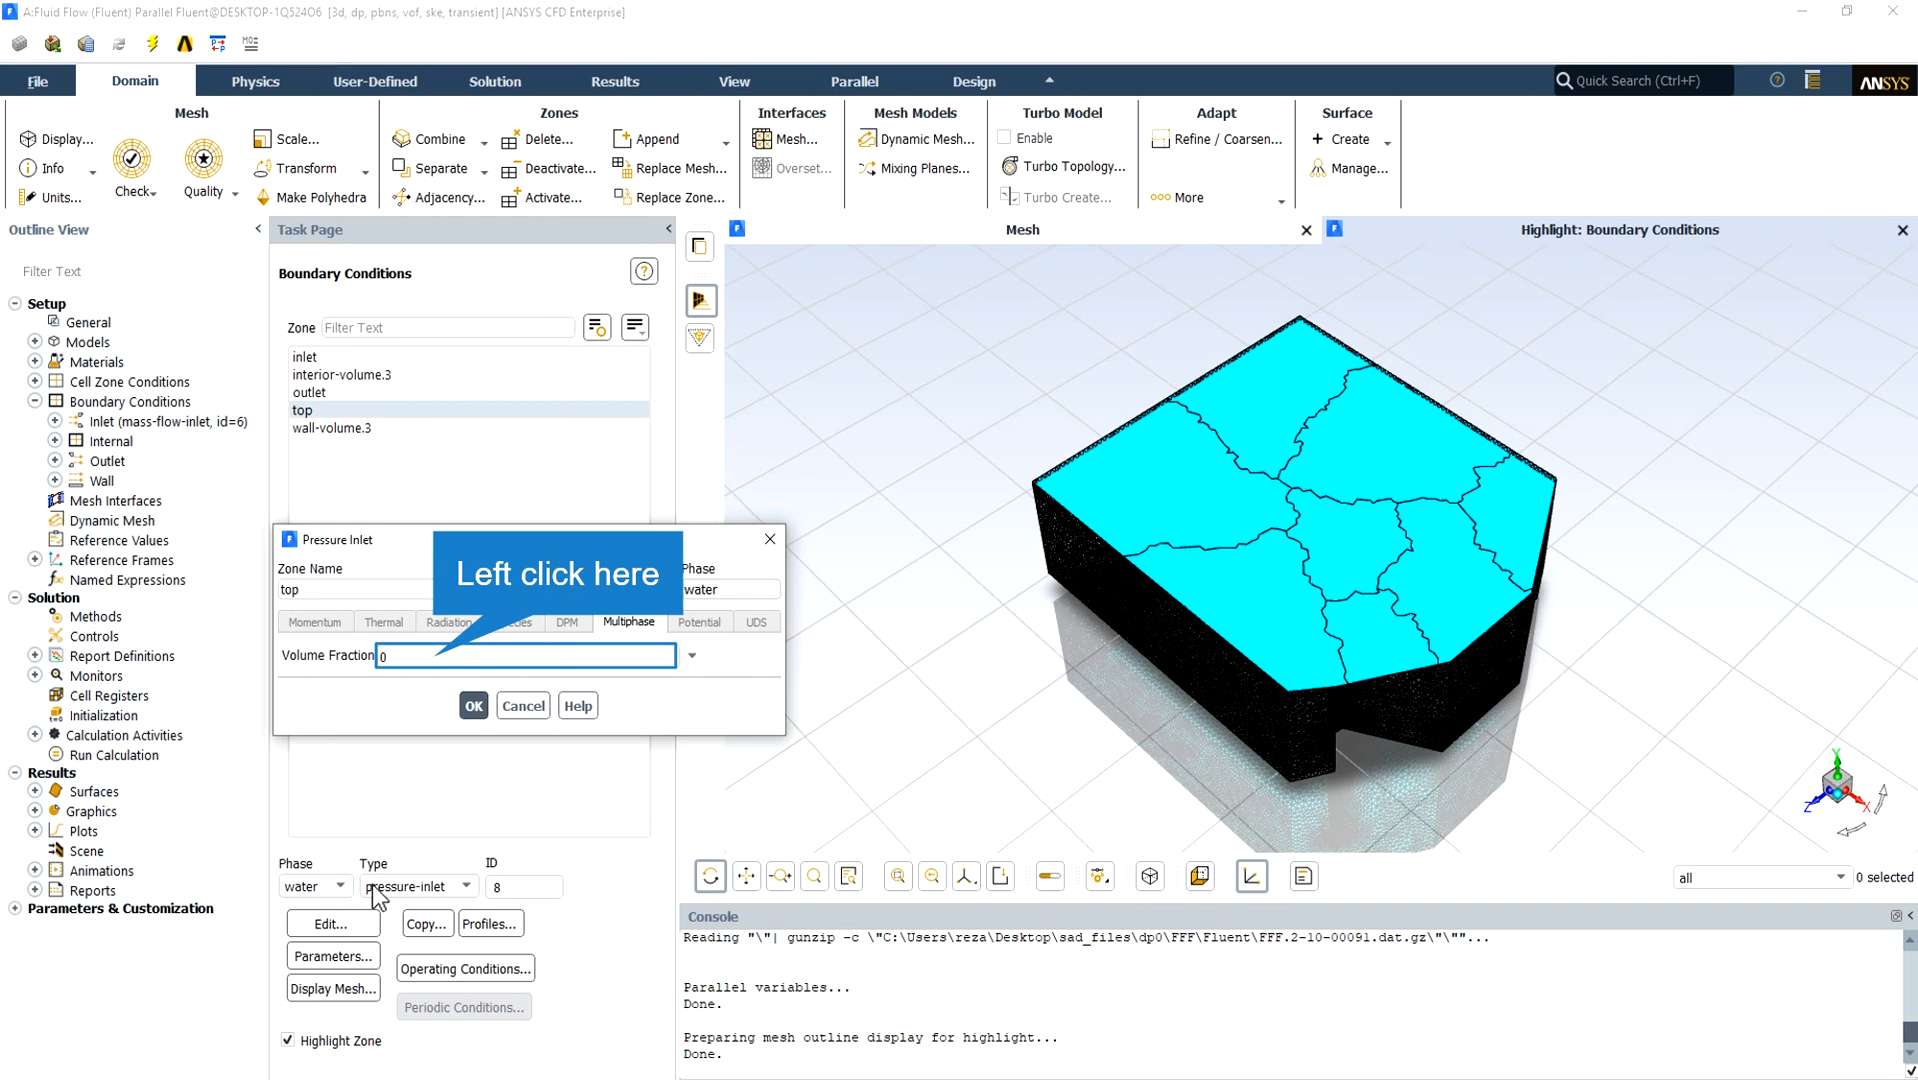 A:Fluid Flow (Fluent) Parallel Fluent@DESKTOP-1Q524O6 [3d, dp, pbns, vof, ske, transient] [ANSYS CFD Enterprise]
File
Domain
Physics
User-Defined
Solution
Results
View
Parallel
Design
Quick Search (Ctrl+F)
ANSYS
Mesh
Display...
Info
Units...
Check
Quality
Scale...
Transform
Make Polyhedra
Zones
Combine
Separate
Adjacency...
Delete...
Deactivate...
Activate...
Append
Replace Mesh...
Replace Zone...
Interfaces
Mesh...
Overset...
Mesh Models
Dynamic Mesh...
Mixing Planes...
Turbo Model
Enable
Turbo Topology...
Turbo Create...
Adapt
Refine / Coarsen...
More
Surface
Create
Manage...
Outline View
Filter Text
Setup
General
Models
Materials
Cell Zone Conditions
Boundary Conditions
Inlet (mass-flow-inlet, id=6)
Internal
Outlet
Wall
Mesh Interfaces
Dynamic Mesh
Reference Values
Reference Frames
Named Expressions
Solution
Methods
Controls
Report Definitions
Monitors
Cell Registers
Initialization
Calculation Activities
Run Calculation
Results
Surfaces
Graphics
Plots
Scene
Animations
Reports
Parameters & Customization
Task Page
Boundary Conditions
Zone Filter Text
inlet
interior-volume.3
outlet
top
wall-volume.3
Pressure Inlet
Zone Name
top
Phase
water
Left click here
Momentum
Thermal
Radiation
DPM
Multiphase
Potential
UDS
Volume Fraction 0
OK
Cancel
Help
Phase
Type
ID
water
pressure-inlet
8
Edit...
Copy...
Profiles...
Parameters...
Operating Conditions...
Display Mesh...
Periodic Conditions...
Highlight Zone
Mesh
Highlight: Boundary Conditions
Y
X
Z
all
0 selected
Console
Reading "\"| gunzip -c \"C:\Users\reza\Desktop\sad_files\dp0\FFF\Fluent\FFF.2-10-00091.dat.gz\"\""...
Parallel variables...
Done.
Preparing mesh outline display for highlight...
Done.